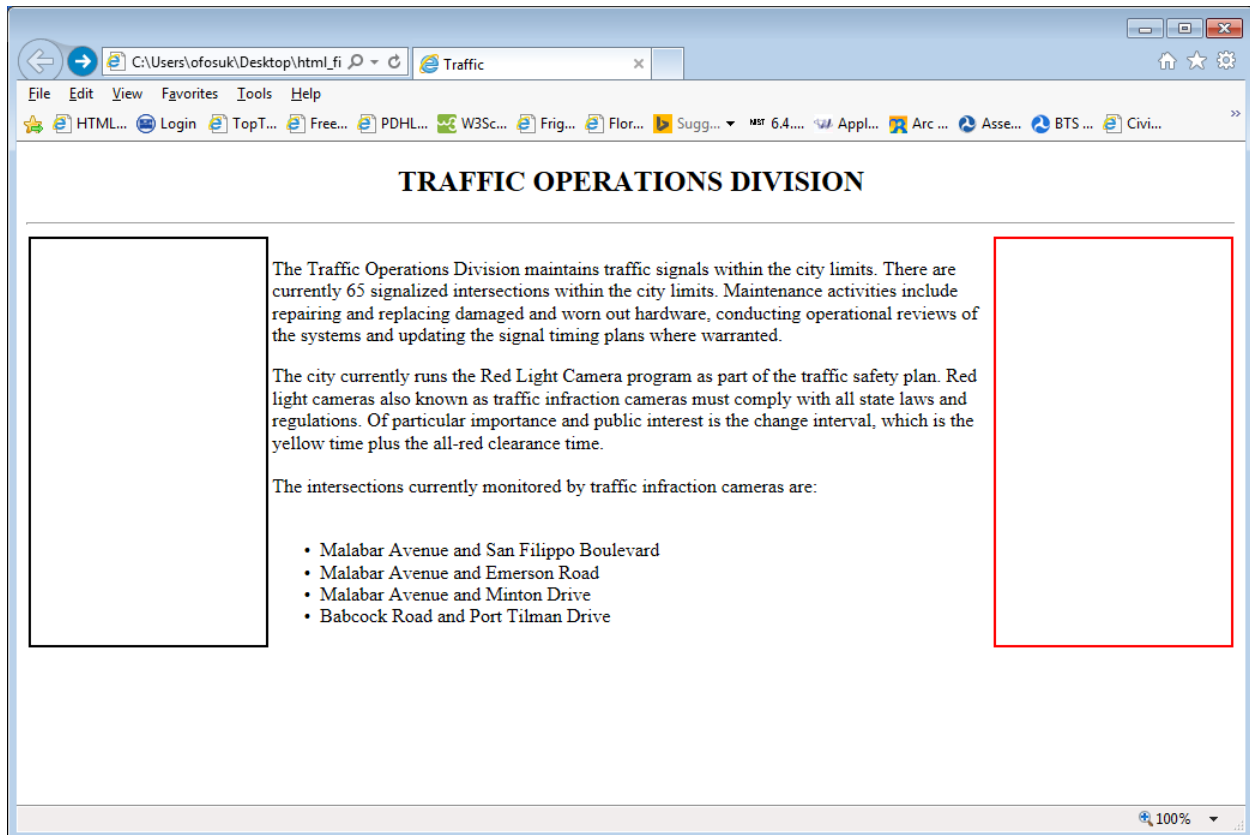 C:\Users\ofosuk\Desktop\html_fi
Traffic
File Edit View Favorites Tools Help
HTML... Login TopT... Free... PDHL... W3Sc... Frig... Flor... Sugg... NIST 6.4.... Appl... Arc ... Asse... BTS ... Civi... »
TRAFFIC OPERATIONS DIVISION
The Traffic Operations Division maintains traffic signals within the city limits. There are
currently 65 signalized intersections within the city limits. Maintenance activities include
repairing and replacing damaged and worn out hardware, conducting operational reviews of
the systems and updating the signal timing plans where warranted.
The city currently runs the Red Light Camera program as part of the traffic safety plan. Red
light cameras also known as traffic infraction cameras must comply with all state laws and
regulations. Of particular importance and public interest is the change interval, which is the
yellow time plus the all-red clearance time.
The intersections currently monitored by traffic infraction cameras are:
• Malabar Avenue and San Filippo Boulevard
• Malabar Avenue and Emerson Road
• Malabar Avenue and Minton Drive
• Babcock Road and Port Tilman Drive
100%